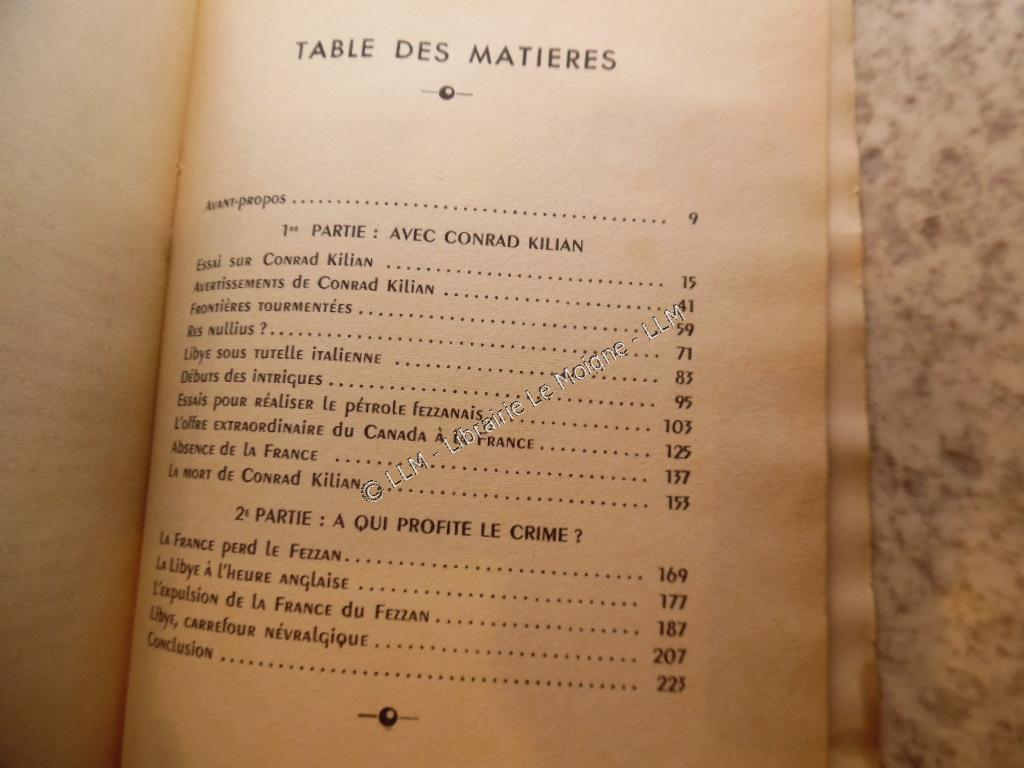 TABLE DES MATIERES
Avant-propos ........ 9
1re PARTIE : AVEC CONRAD KILIAN
Essai sur Conrad Kilian ........ 15
Avertissements de Conrad Kilian ........ 41
Frontières tourmentées ........ 59
Res nullius ? ........ 71
Libye sous tutelle italienne ........ 83
Débuts des intrigues ........ 95
Essais pour réaliser le pétrole fezzanais ........ 103
L'offre extraordinaire du Canada à la France ........ 125
Absence de la France ........ 137
La mort de Conrad Kilian ........ 153
2e PARTIE : A QUI PROFITE LE CRIME ?
La France perd le Fezzan ........ 169
La Libye à l'heure anglaise ........ 177
L'expulsion de la France du Fezzan ........ 187
Libye, carrefour névralgique ........ 207
Conclusion ........ 223
© LLM - Librairie Le Moigne - LLM